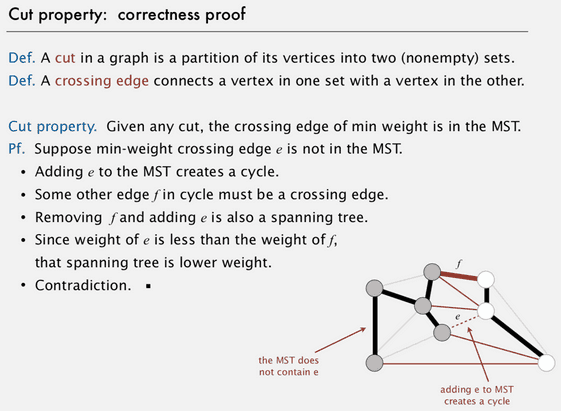 Cut property: correctness proof
Def. A cut in a graph is a partition of its vertices into two (nonempty) sets.
Def. A crossing edge connects a vertex in one set with a vertex in the other.
Cut property. Given any cut, the crossing edge of min weight is in the MST.
Pf. Suppose min-weight crossing edge e is not in the MST.
• Adding e to the MST creates a cycle.
• Some other edge f in cycle must be a crossing edge.
• Removing f and adding e is also a spanning tree.
• Since weight of e is less than the weight of f,
that spanning tree is lower weight.
• Contradiction. ▪
f
e
the MST does
not contain e
adding e to MST
creates a cycle